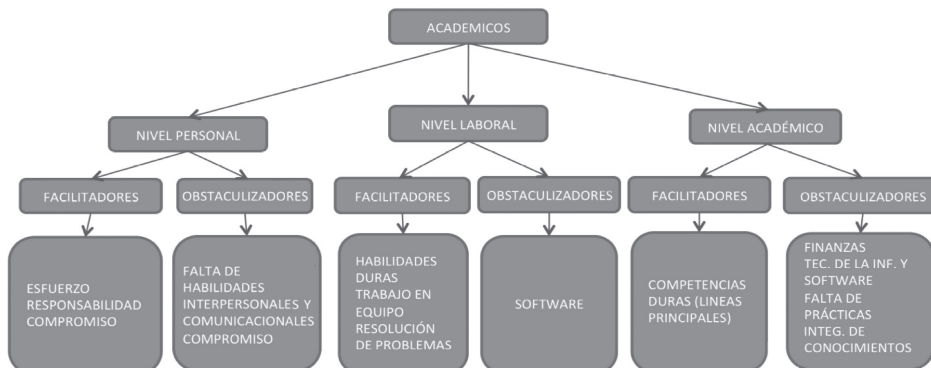 ACADEMICOS
NIVEL PERSONAL
NIVEL LABORAL
NIVEL ACADÉMICO
FACILITADORES
OBSTACULIZADORES
FACILITADORES
OBSTACULIZADORES
FACILITADORES
OBSTACULIZADORES
ESFUERZO
RESPONSABILIDAD
COMPROMISO
FALTA DE
HABILIDADES
INTERPERSONALES Y
COMUNICACIONALES
COMPROMISO
HABILIDADES
DURAS
TRABAJO EN
EQUIPO
RESOLUCIÓN
DE PROBLEMAS
SOFTWARE
COMPETENCIAS
DURAS (LINEAS
PRINCIPALES)
FINANZAS
TEC. DE LA INF. Y
SOFTWARE
FALTA DE
PRÁCTICAS
INTEG. DE
CONOCIMIENTOS